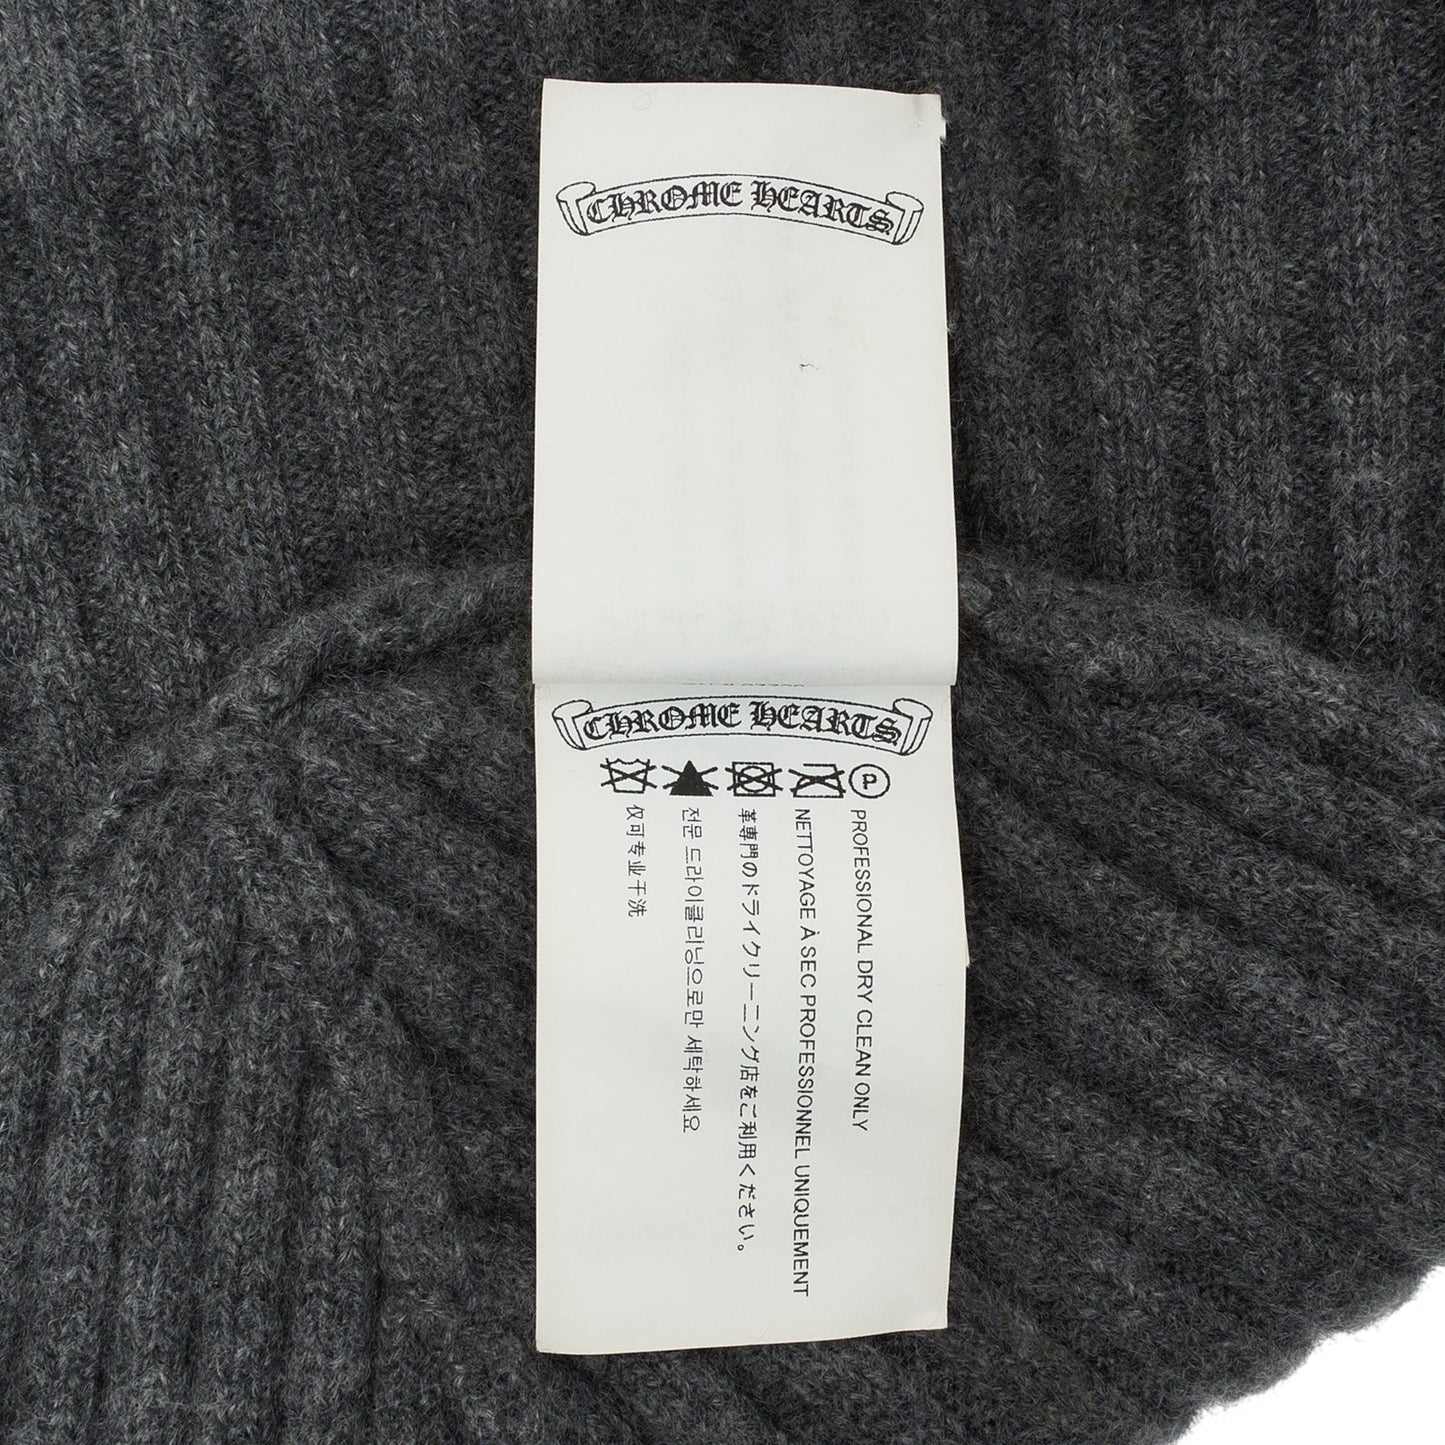 CHROME HEARTS
CHROME HEARTS
P
PROFESSIONAL DRY CLEAN ONLY
NETTOYAGE À SEC PROFESSIONNEL UNIQUEMENT
革専門のドライクリーニング店をご利用ください。
전문 드라이클리닝으로만 세탁하세요
仅可专业干洗